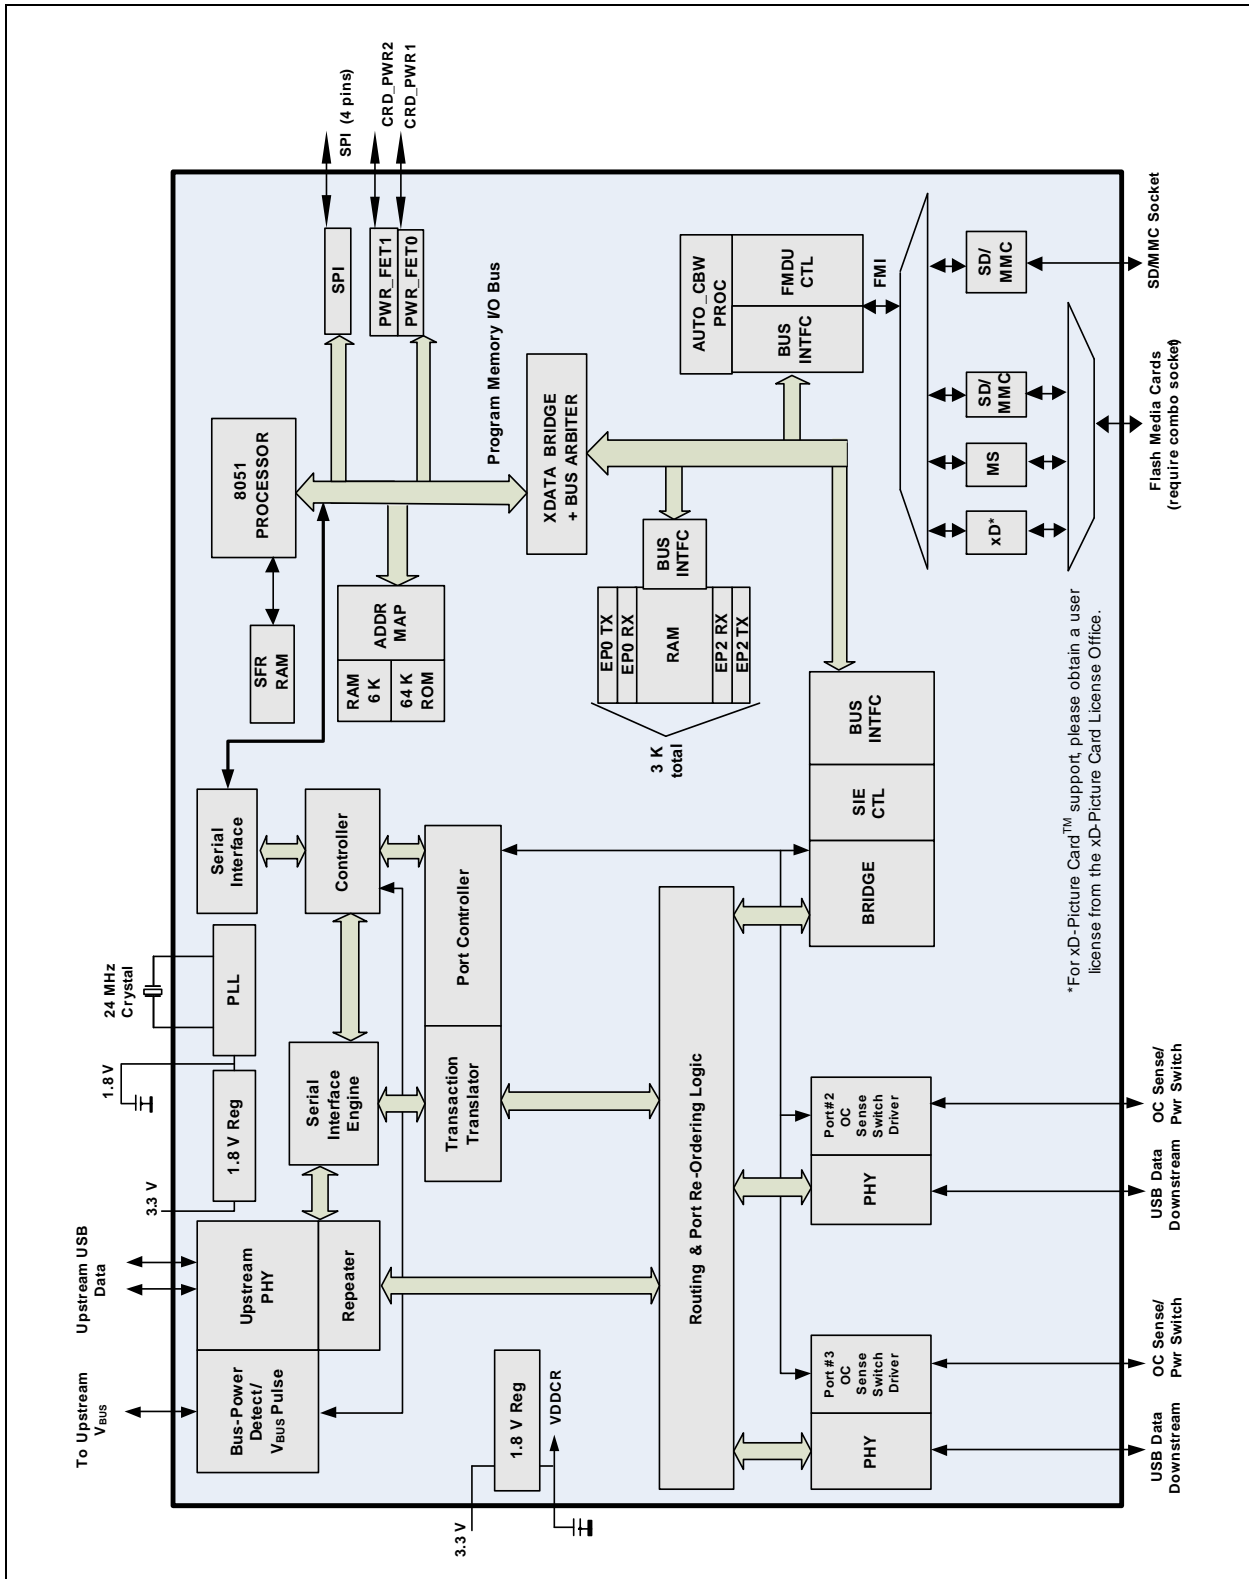 To Upstream
VBUS
Upstream USB
Data
3.3 V
1.8 V
24 MHz
Crystal
SPI (4 pins)
CRD_PWR2
CRD_PWR1
Bus-Power
Detect/
VBUS Pulse
Upstream
PHY
Repeater
1.8 V Reg
PLL
Serial
Interface
SFR
RAM
8051
PROCESSOR
SPI
PWR_FET1
PWR_FET0
Serial
Interface
Engine
Controller
RAM
6 K
64 K
ROM
ADDR
MAP
Program Memory I/O Bus
3.3 V
1.8 V Reg
VDDCR
Transaction
Translator
Port Controller
XDATA BRIDGE
+ BUS ARBITER
3 K
total
EP0 TX
EP0 RX
RAM
EP2 RX
EP2 TX
BUS
INTFC
AUTO_CBW
PROC
BUS
INTFC
FMDU
CTL
FMI
Routing & Port Re-Ordering Logic
BRIDGE
SIE
CTL
BUS
INTFC
PHY
Port #3
OC
Sense
Switch
Driver
PHY
Port#2
OC
Sense
Switch
Driver
xD*
MS
SD/
MMC
SD/
MMC
*For xD-Picture Card™ support, please obtain a user
license from the xD-Picture Card License Office.
USB Data
Downstream
OC Sense/
Pwr Switch
USB Data
Downstream
OC Sense/
Pwr Switch
Flash Media Cards
(require combo socket)
SD/MMC Socket